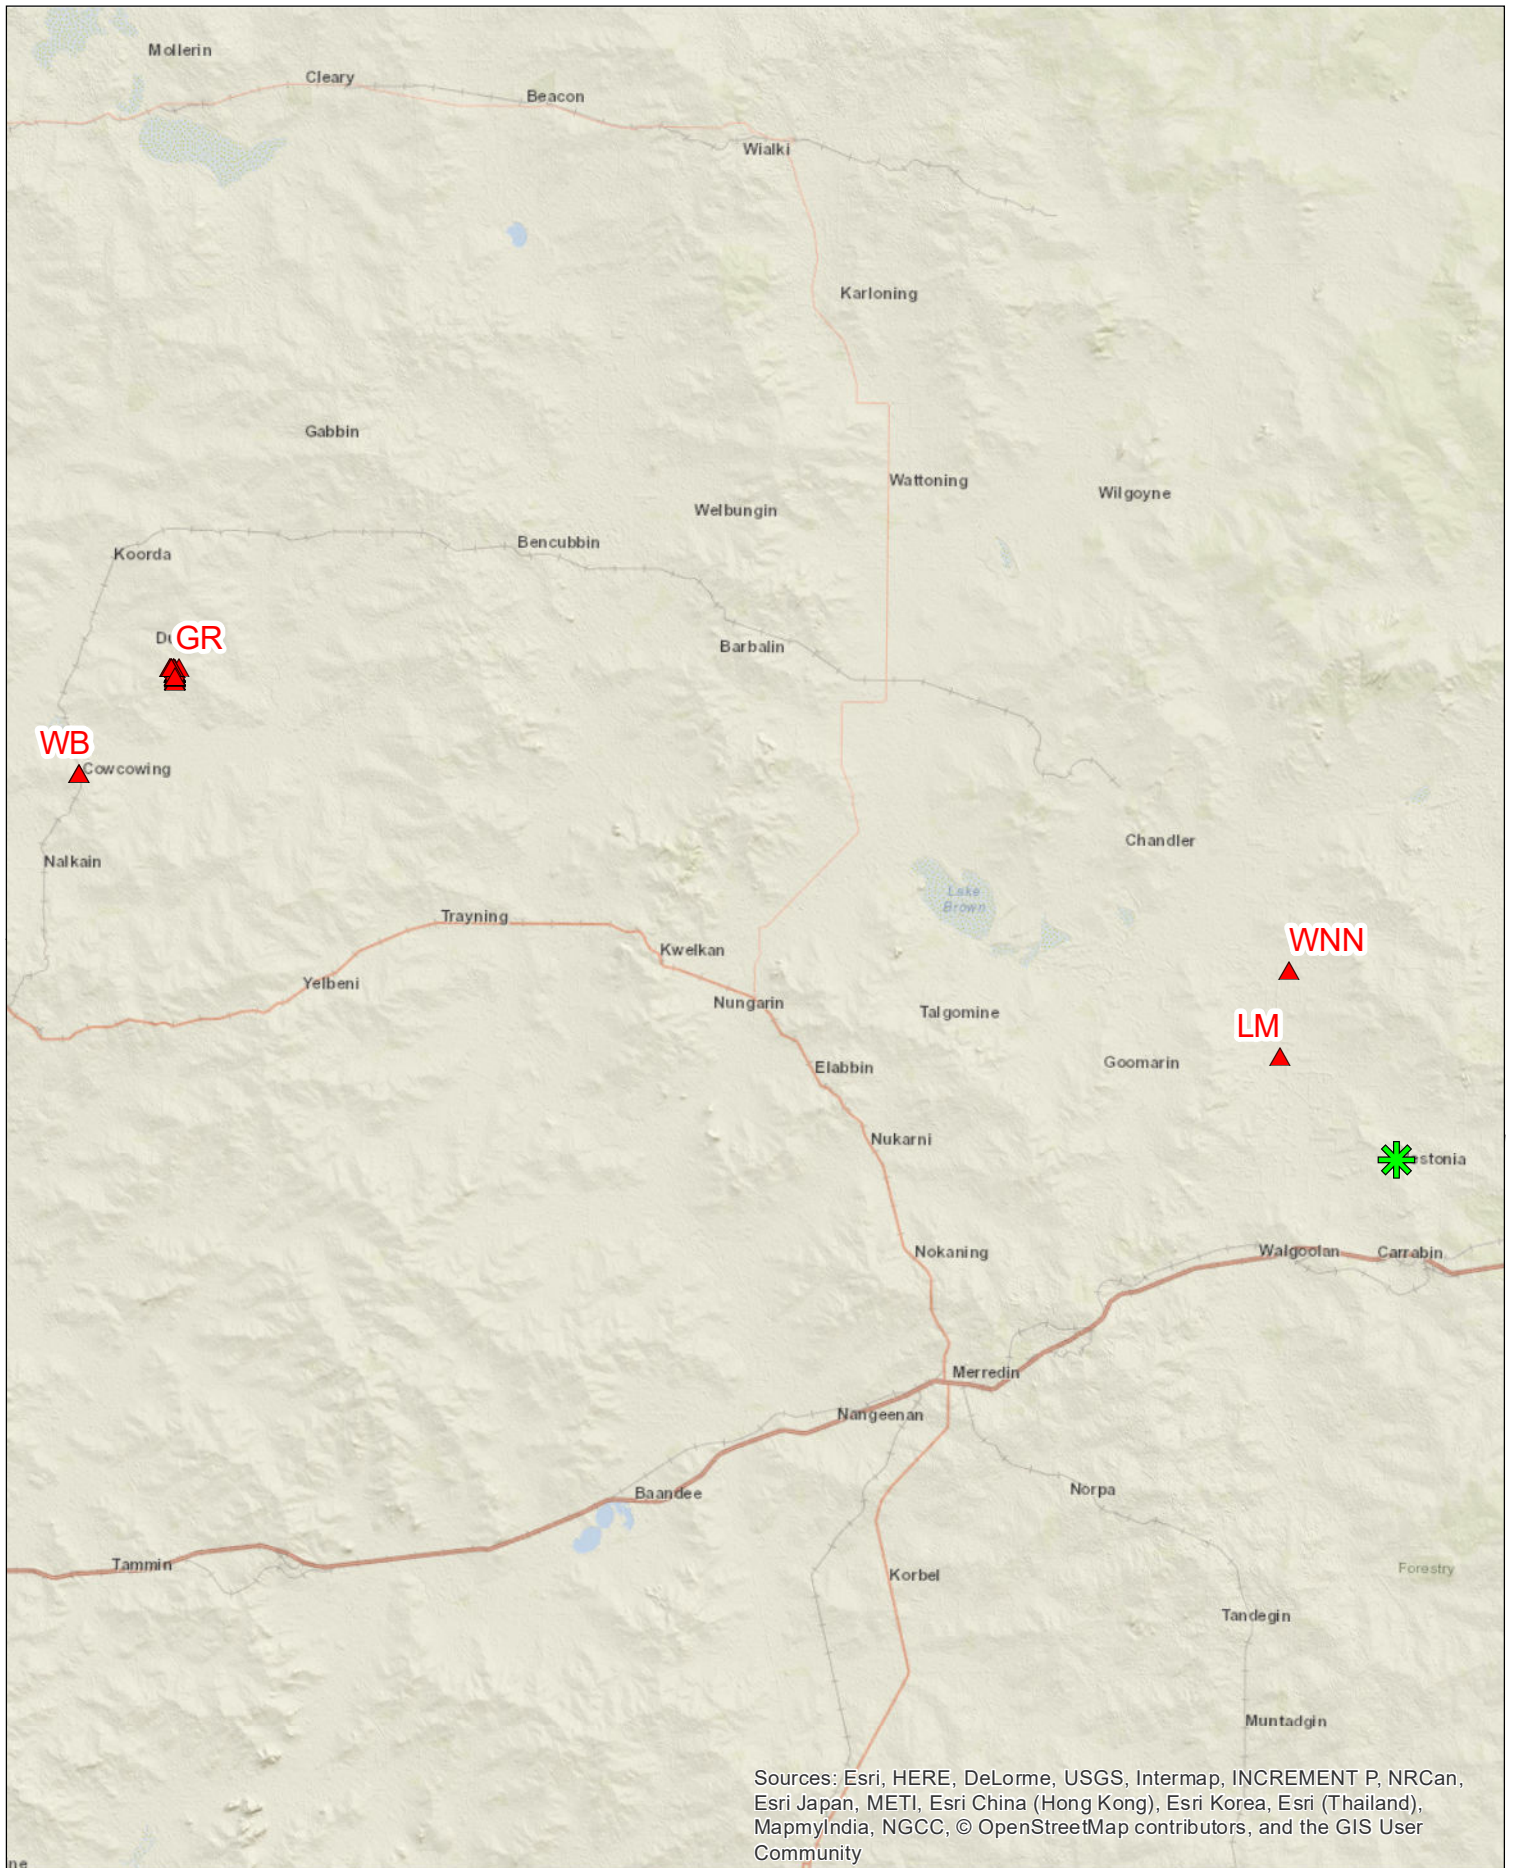 Mollerin
Cleary
Beacon
Wialki
Karloning
Gabbin
Wattoning
Wilgoyne
Welbungin
Bencubbin
Koorda
GR
Barbalin
WB
Cowcowing
Chandler
Nalkain
Lake
Brown
Trayning
WNN
Kwelkan
Yelbeni
Nungarin
Talgomine
LM
Goomarin
Elabbin
Nukarni
estonia
Nokaning
Walgoolan
Carrabin
Merredin
Nangeenan
Norpa
Baandee
Tammin
Forestry
Korbel
Tandegin
Muntadgin
Sources: Esri, HERE, DeLorme, USGS, Intermap, INCREMENT P, NRCan,
Esri Japan, METI, Esri China (Hong Kong), Esri Korea, Esri (Thailand),
MapmyIndia, NGCC, © OpenStreetMap contributors, and the GIS User
Community
ne